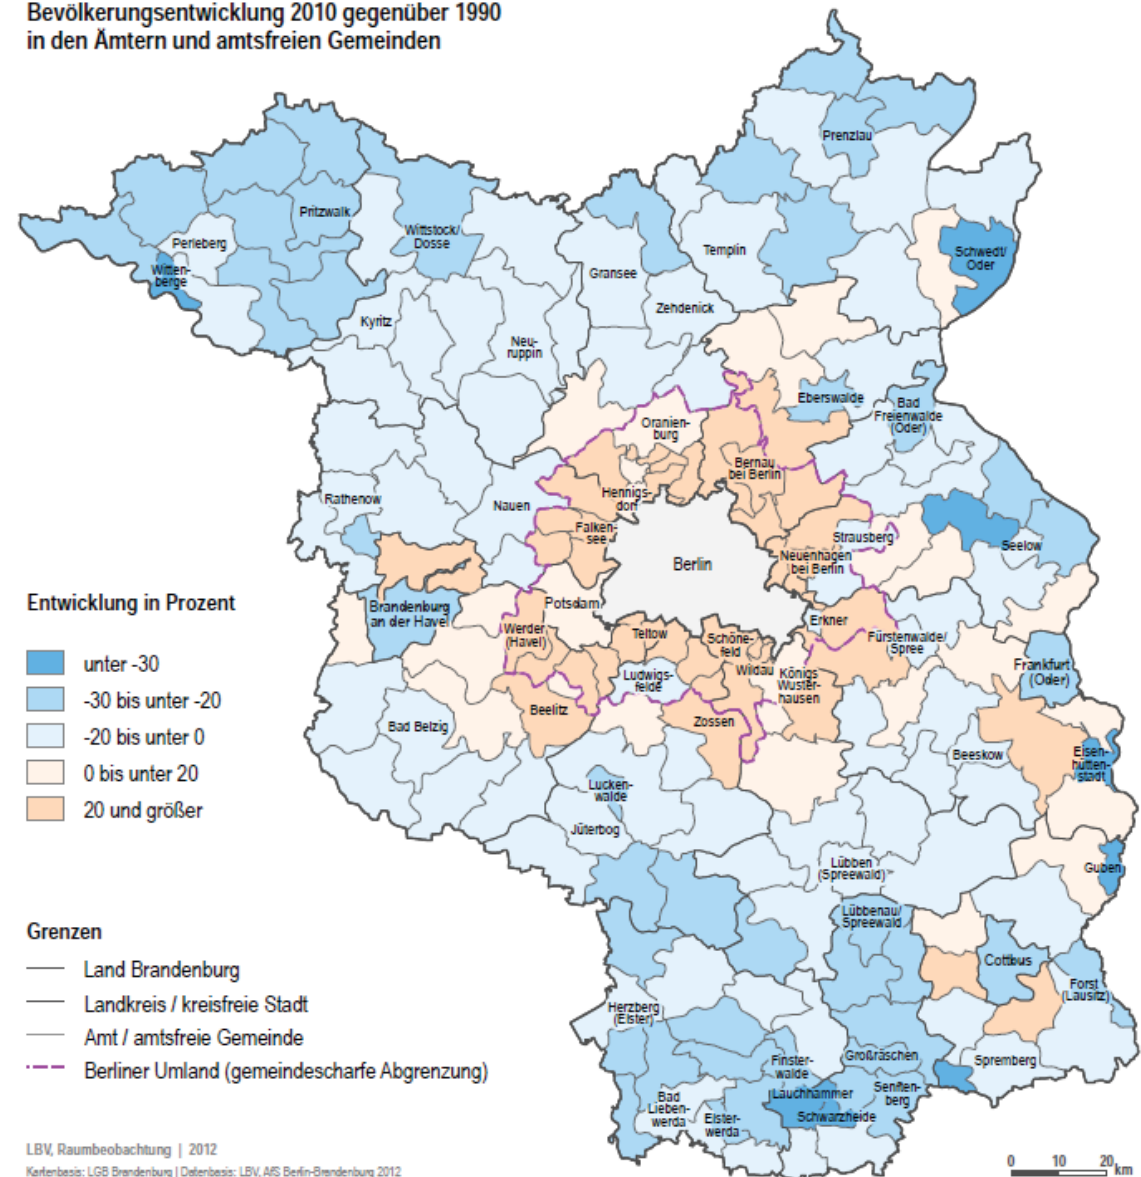 Bevölkerungsentwicklung 2010 gegenüber 1990
in den Ämtern und amtsfreien Gemeinden
Prenzlau
Pritzwalk
Wittstock/
Dosse
Perleberg
Witten-
berge
Templin
Schwedt/
Oder
Gransee
Zehdenick
Kyritz
Neu-
ruppin
Eberswalde
Bad
Freienwalde
(Oder)
Oranien-
burg
Bernau
bei Berlin
Rathenow
Nauen
Hennigs-
dorf
Falken-
see
Strausberg
Seelow
Neuenhagen
bei Berlin
Berlin
Potsdam
Brandenburg
an der Havel
Werder
(Havel)
Teltow
Schöne-
feld
Erkner
Fürstenwalde/
Spree
Frankfurt
(Oder)
Ludwigs-
felde
Wildau
Königs
Wuster-
hausen
Beelitz
Zossen
Bad Belzig
Beeskow
Eisen-
hütten-
stadt
Lucken-
walde
Jüterbog
Lübben
(Spreewald)
Guben
Lübbenau/
Spreewald
Cottbus
Forst
(Lausitz)
Herzberg
(Elster)
Finster-
walde
Großräschen
Spremberg
Lauchhammer
Senften-
berg
Schwarzheide
Bad
Lieben-
werda
Elster-
werda
Entwicklung in Prozent
unter -30
-30 bis unter -20
-20 bis unter 0
0 bis unter 20
20 und größer
Grenzen
Land Brandenburg
Landkreis / kreisfreie Stadt
Amt / amtsfreie Gemeinde
Berliner Umland (gemeindescharfe Abgrenzung)
LBV, Raumbeobachtung | 2012
Kartenbasis: LGB Brandenburg | Datenbasis: LBV, AfS Berlin-Brandenburg 2012
0 10 20 km